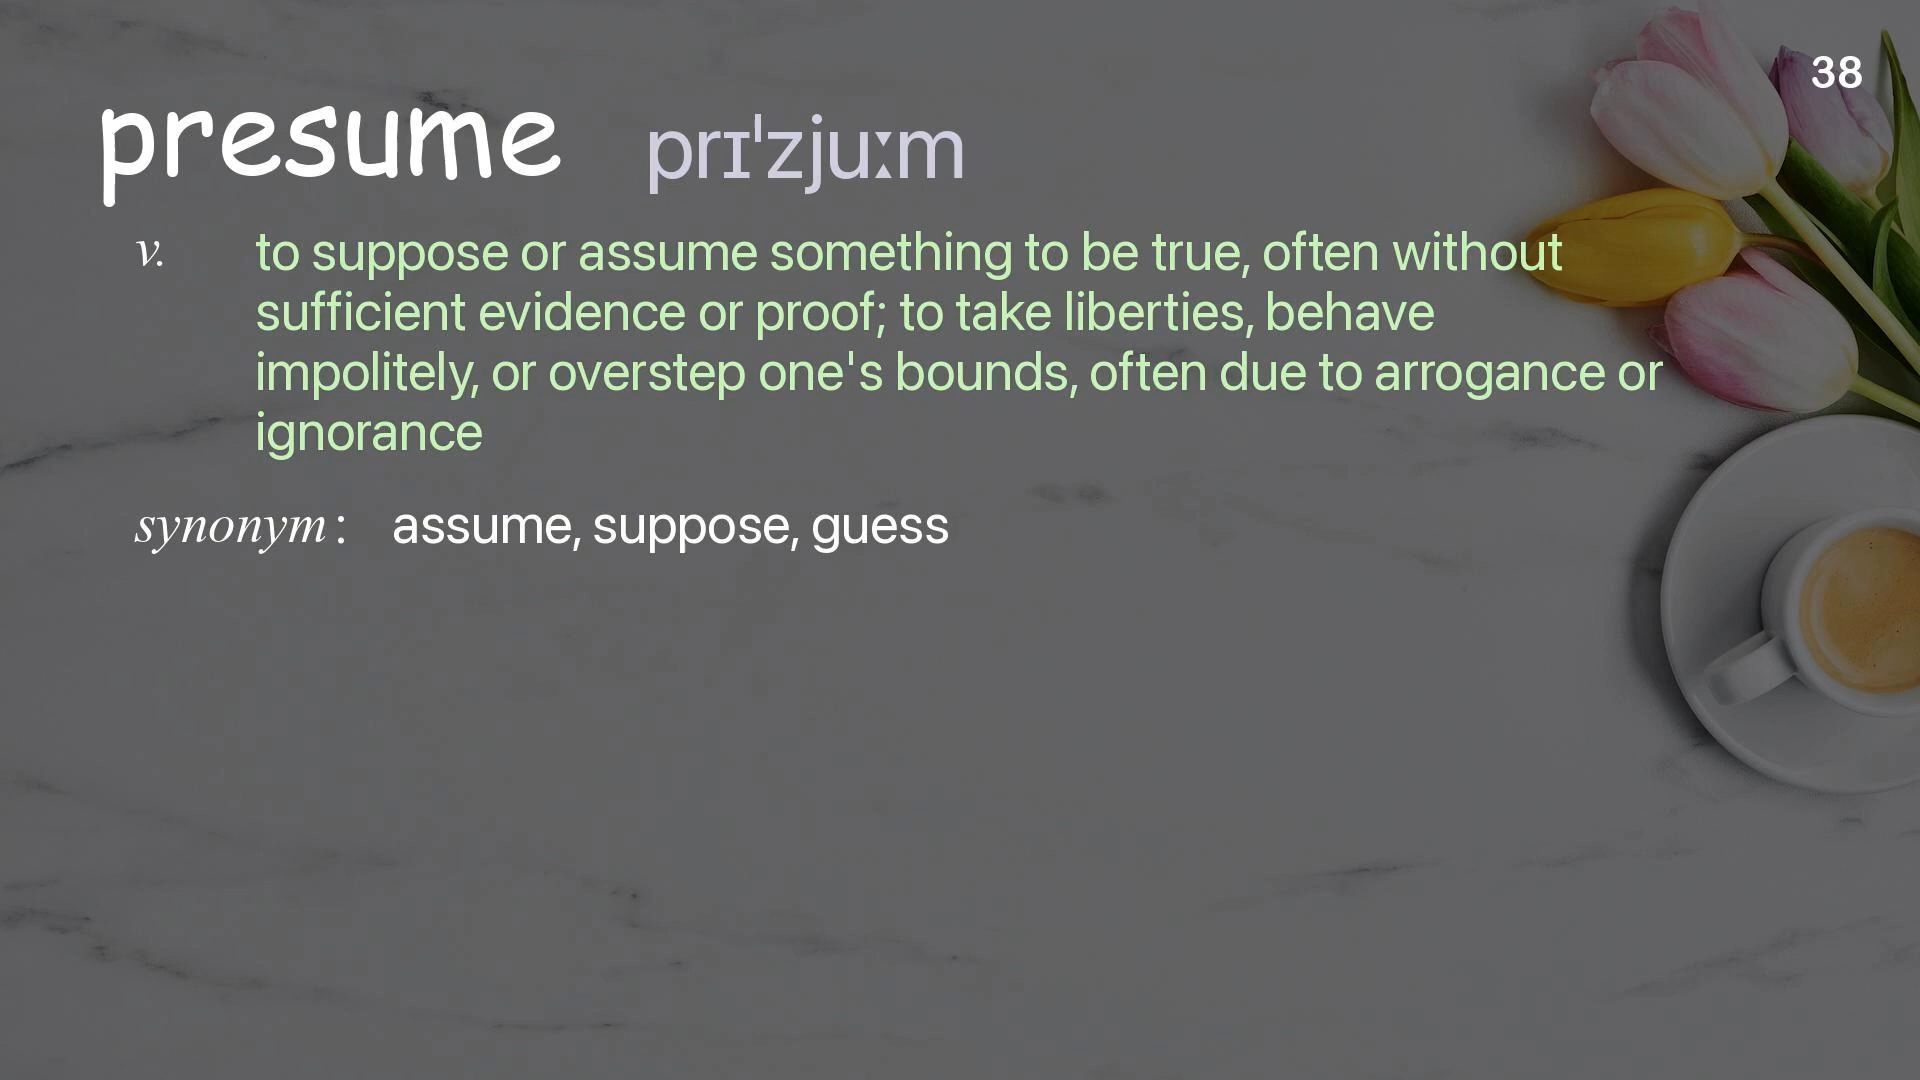 38
presume prɪˈzjuːm
v. to suppose or assume something to be true, often without
sufficient evidence or proof; to take liberties, behave
impolitely, or overstep one's bounds, often due to arrogance or
ignorance
synonym : assume, suppose, guess